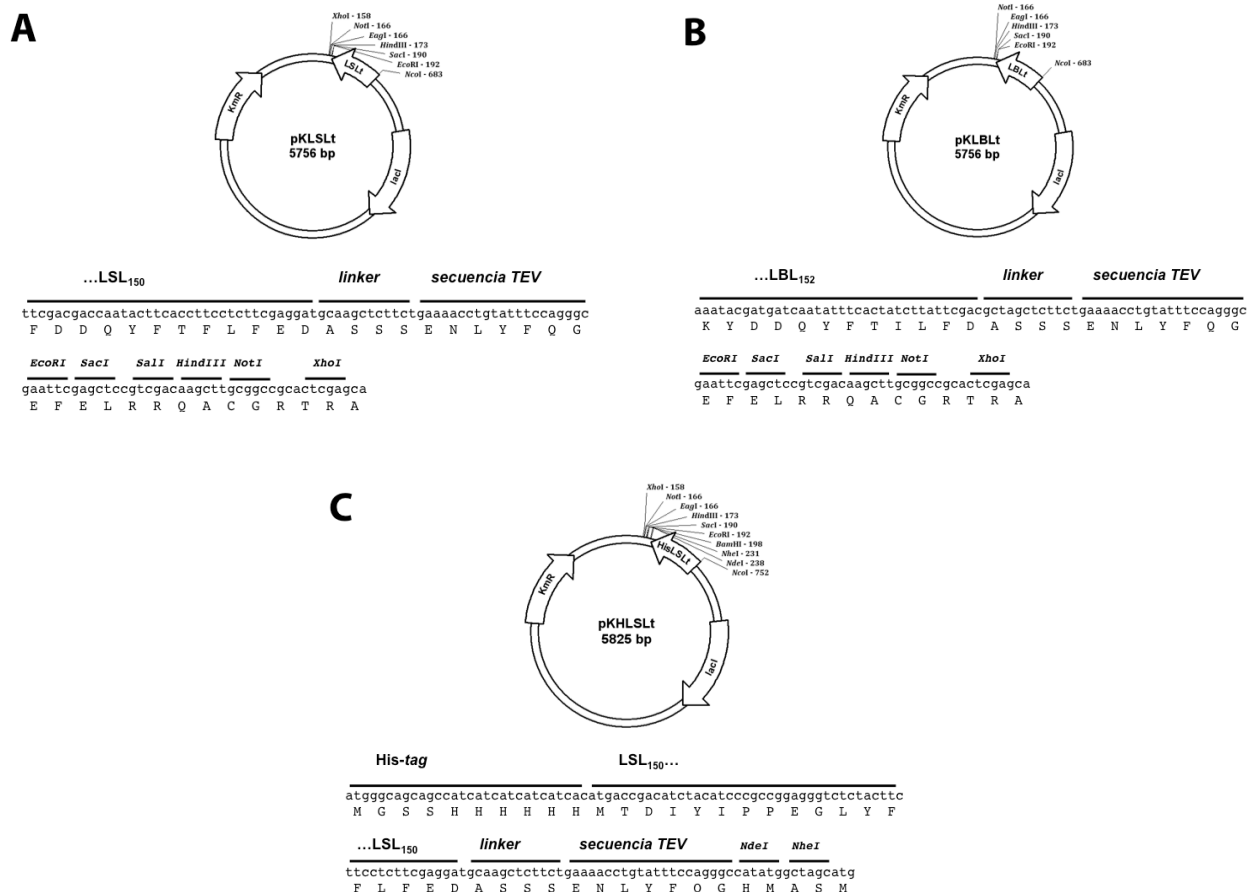 A
XhoI - 158
NotI - 166
EagI - 166
HindIII - 173
SacI - 190
EcoRI - 192
NcoI - 683
LSLt
KmR
lacI
pKLSLt
5756 bp
...LSL150 linker secuencia TEV
ttcgacgaccaatacttcaccttcctcttcgaggatgcaagctcttctgaaaacctgtatttccagggc
F D D Q Y F T F L F E D A S S S E N L Y F Q G
EcoRI SacI SalI HindIII NotI XhoI
gaattcgagctccgtcgacaagcttgcggccgcactcgagca
E F E L R R Q A C G R T R A
B
NotI - 166
EagI - 166
HindIII - 173
SacI - 190
EcoRI - 192
NcoI - 683
LBLt
KmR
lacI
pKLBLt
5756 bp
...LBL152 linker secuencia TEV
aaatacgatgatcaatatttcactatcttattcgacgctagctcttctgaaaacctgtatttccagggc
K Y D D Q Y F T I L F D A S S S E N L Y F Q G
EcoRI SacI SalI HindIII NotI XhoI
gaattcgagctccgtcgacaagcttgcggccgcactcgagca
E F E L R R Q A C G R T R A
C
XhoI - 158
NotI - 166
EagI - 166
HindIII - 173
SacI - 190
EcoRI - 192
BamHI - 198
NheI - 231
NdeI - 238
NcoI - 752
HisLSLt
KmR
lacI
pKHLSLt
5825 bp
His-tag LSL150...
atgggcagcagccatcatcatcatcatcacatgaccgacatctacatcccgccggagggtctctacttc
M G S S H H H H H H M T D I Y I P P E G L Y F
...LSL150 linker secuencia TEV NdeI NheI
ttcctcttcgaggatgcaagctcttctgaaaacctgtatttccagggccatatggctagcatg
F L F E D A S S S E N L Y F Q G H M A S M